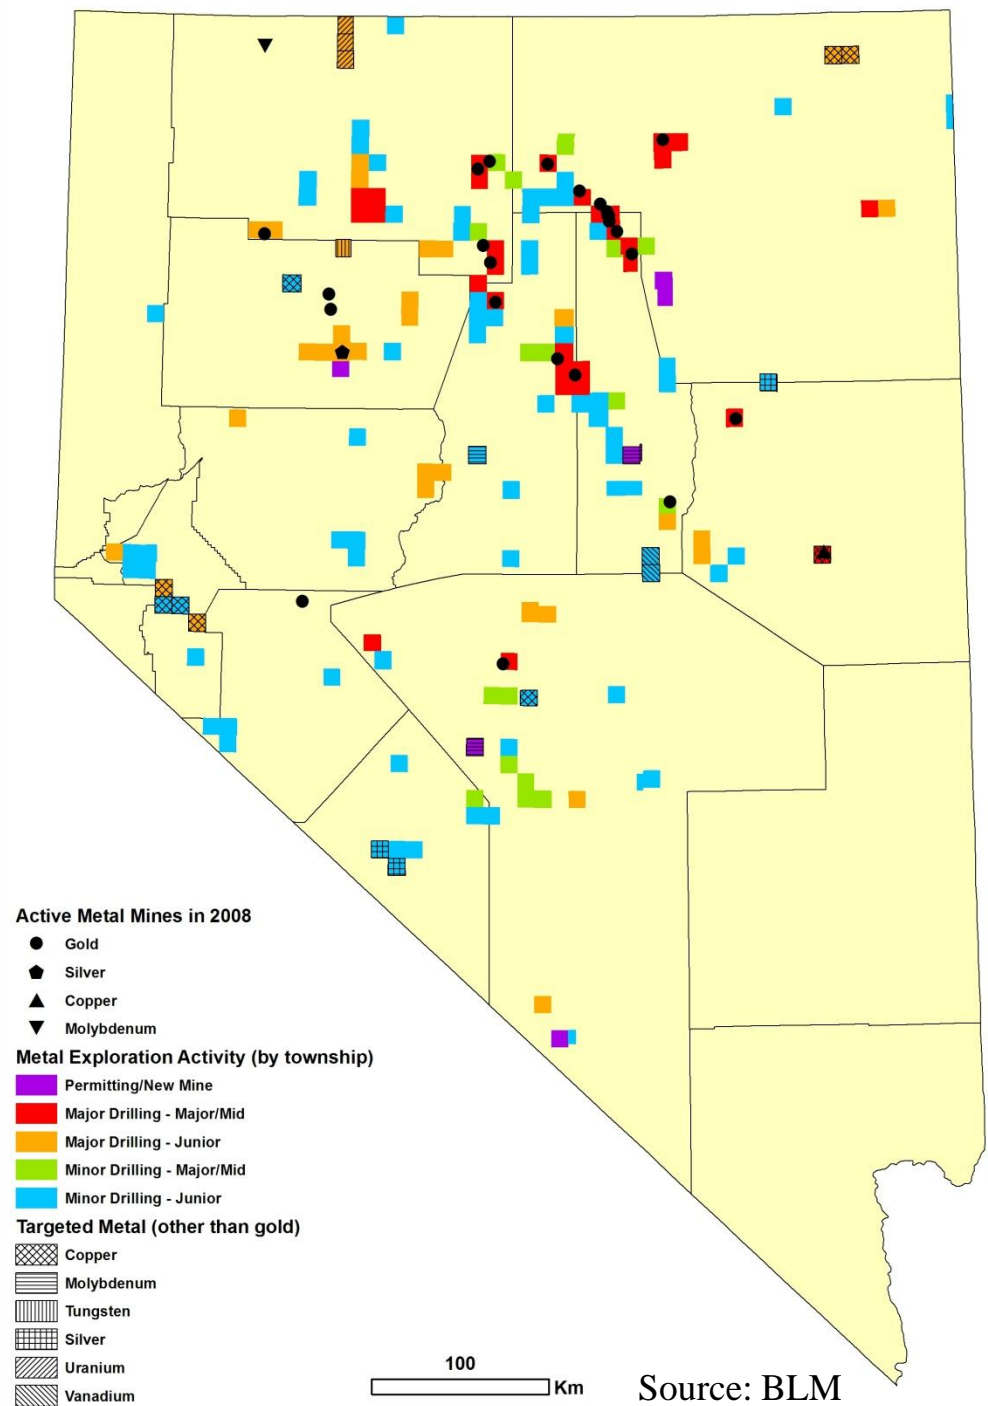 Active Metal Mines in 2008
Gold
Silver
Copper
Molybdenum
Metal Exploration Activity (by township)
Permitting/New Mine
Major Drilling - Major/Mid
Major Drilling - Junior
Minor Drilling - Major/Mid
Minor Drilling - Junior
Targeted Metal (other than gold)
Copper
Molybdenum
Tungsten
Silver
Uranium
Vanadium
100
Km
Source: BLM